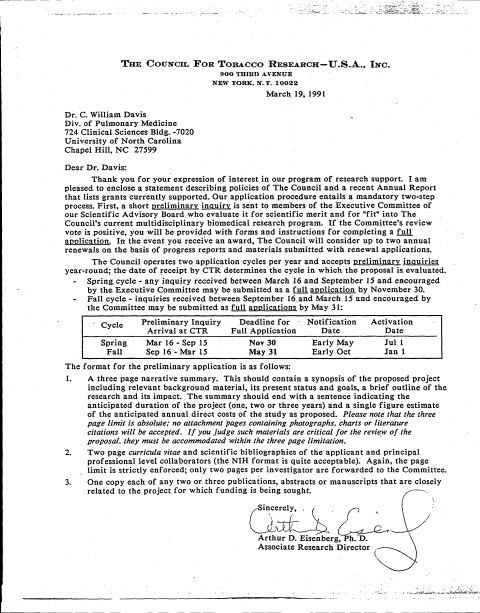 THE COUNCIL FOR TOBACCO RESEARCH—U.S.A., INC.
900 THIRD AVENUE
NEW YORK, N.Y. 10022
March 19, 1991
Dr. C. William Davis
Div. of Pulmonary Medicine
724 Clinical Sciences Bldg. -7020
University of North Carolina
Chapel Hill, NC 27599
Dear Dr. Davis:
Thank you for your expression of interest in our program of research support. I am
pleased to enclose a statement describing policies of The Council and a recent Annual Report
that lists grants currently supported. Our application procedure entails a mandatory two-step
process. First, a short preliminary inquiry is sent to members of the Executive Committee of
our Scientific Advisory Board who evaluate it for scientific merit and for "fit" into The
Council's current multidisciplinary biomedical research program. If the Committee's review
vote is positive, you will be provided with forms and instructions for completing a full
application. In the event you receive an award, The Council will consider up to two annual
renewals on the basis of progress reports and materials submitted with renewal applications.
The Council operates two application cycles per year and accepts preliminary inquiries
year-round; the date of receipt by CTR determines the cycle in which the proposal is evaluated.
- Spring cycle - any inquiry received between March 16 and September 15 and encouraged
by the Executive Committee may be submitted as a full application by November 30.
- Fall cycle - inquiries received between September 16 and March 15 and encouraged by
the Committee may be submitted as full applications by May 31:
Cycle Preliminary Inquiry Deadline for Notification Activation
Arrival at CTR Full Application Date Date
Spring Mar 16 - Sep 15 Nov 30 Early May Jul 1
Fall Sep 16 - Mar 15 May 31 Early Oct Jan 1
The format for the preliminary application is as follows:
1. A three page narrative summary. This should contain a synopsis of the proposed project
including relevant background material, its present status and goals, a brief outline of the
research and its impact. The summary should end with a sentence indicating the
anticipated duration of the project (one, two or three years) and a single figure estimate
of the anticipated annual direct costs of the study as proposed. Please note that the three
page limit is absolute; no attachment pages containing photographs, charts or literature
citations will be accepted. If you judge such materials are critical for the review of the
proposal, they must be accommodated within the three page limitation.
2. Two page curricula vitae and scientific bibliographies of the applicant and principal
professional level collaborators (the NIH format is quite acceptable). Again, the page
limit is strictly enforced; only two pages per investigator are forwarded to the Committee.
3. One copy each of any two or three publications, abstracts or manuscripts that are closely
related to the project for which funding is being sought.
Sincerely,
Arthur D. Eisenberg, Ph. D.
Associate Research Director